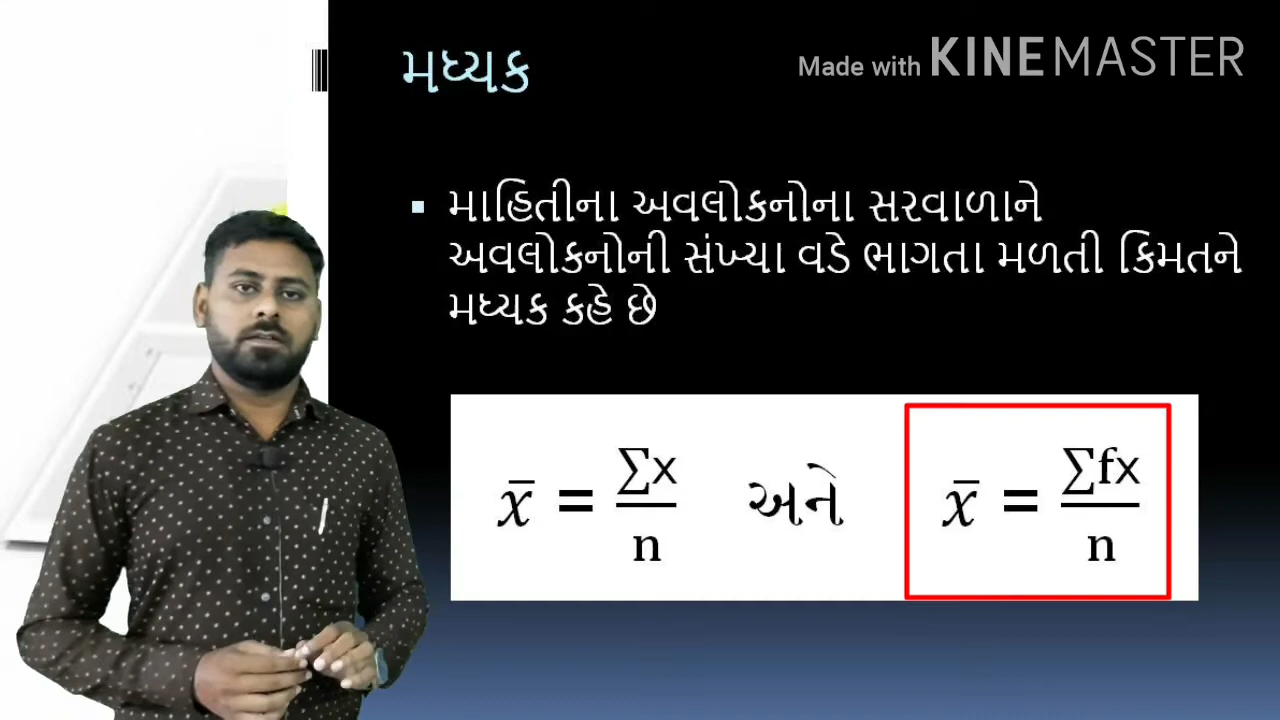 મધ્યક
Made with KINEMASTER
માહિતીના અવલોકનોના સરવાળાને
અવલોકનોની સંખ્યા વડે ભાગતા મળતી કિમતને
મધ્યક કહે છે
x̄ = ∑x / n અને x̄ = ∑fx / n